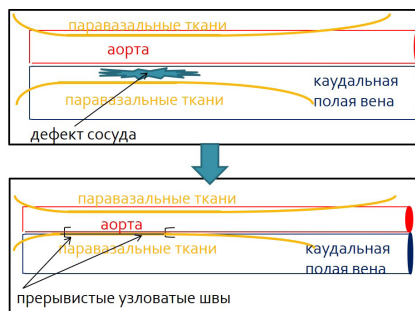 паравазальные ткани
аорта
каудальная
полая вена
паравазальные ткани
дефект сосуда
паравазальные ткани
аорта
паравазальные ткани
каудальная
полая вена
прерывистые узловатые швы